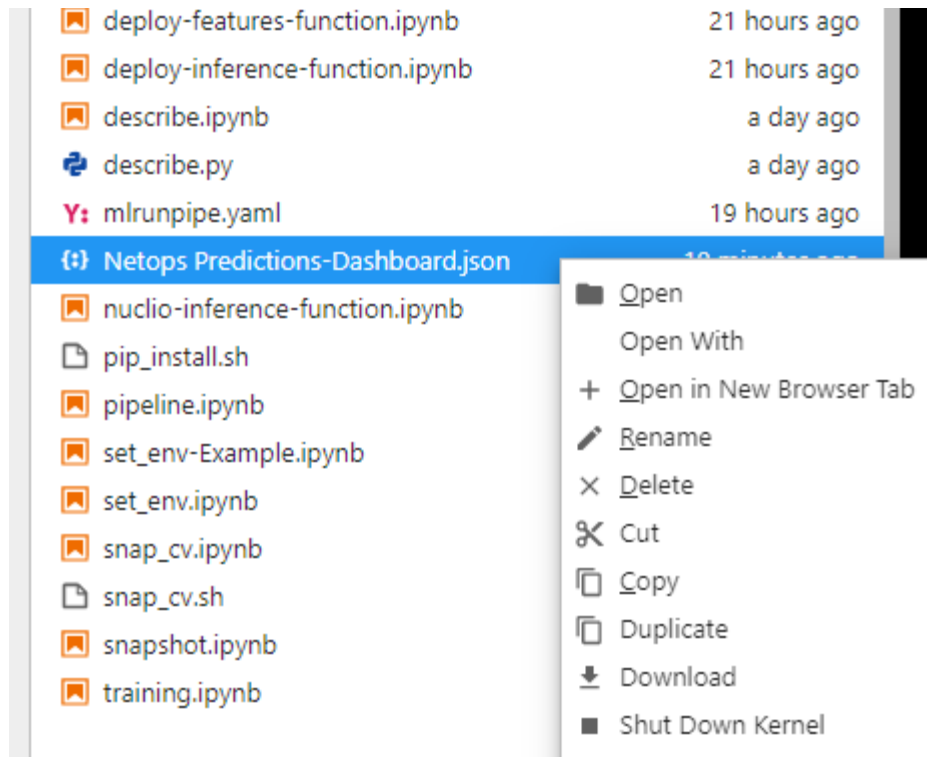 deploy-features-function.ipynb 21 hours ago
deploy-inference-function.ipynb 21 hours ago
describe.ipynb a day ago
describe.py a day ago
Y: mlrunpipe.yaml 19 hours ago
{:} Netops Predictions-Dashboard.json 10 minutes ago
nuclio-inference-function.ipynb
pip_install.sh
pipeline.ipynb
set_env-Example.ipynb
set_env.ipynb
snap_cv.ipynb
snap_cv.sh
snapshot.ipynb
training.ipynb
Open
Open With
Open in New Browser Tab
Rename
Delete
Cut
Copy
Duplicate
Download
Shut Down Kernel